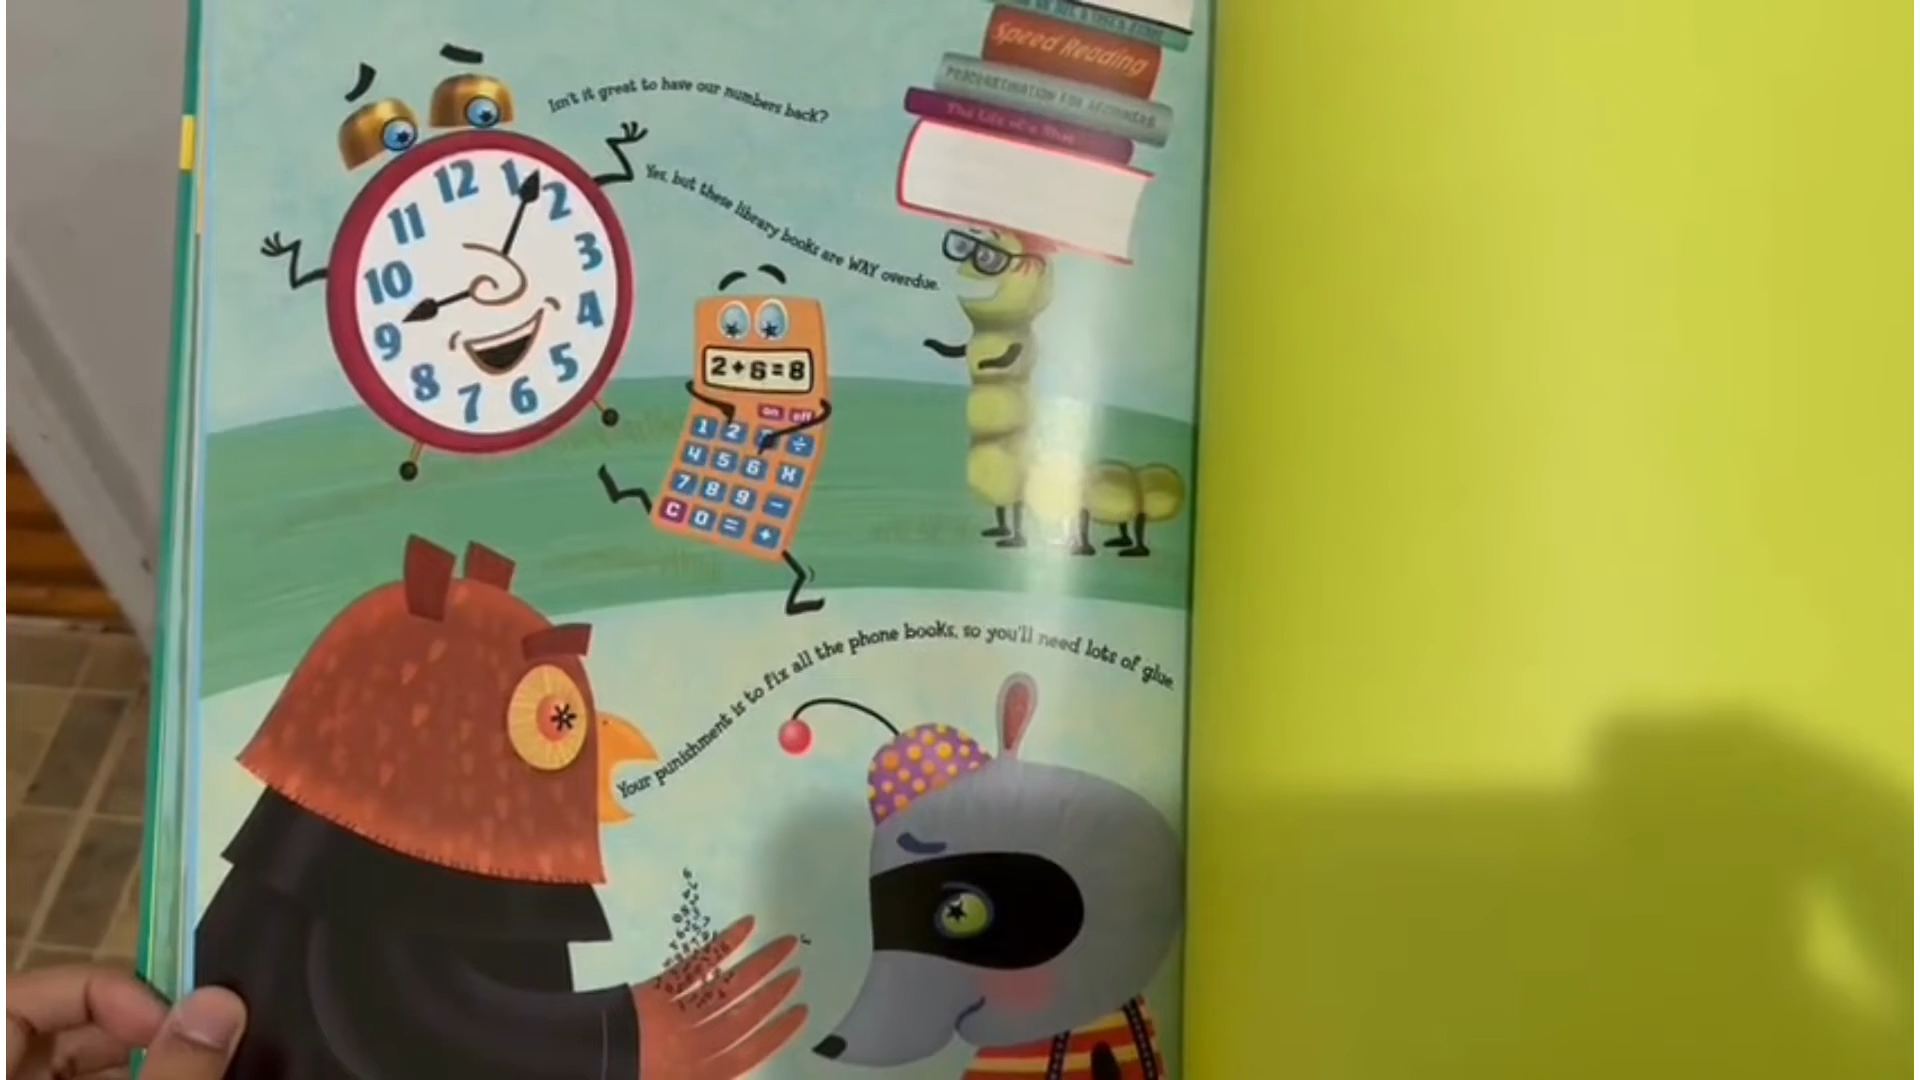 Speed Reading
PROCRASTINATION FOR
The Life of a
Isn't it great to have our numbers back?
Yes, but these library books are WAY overdue.
12 1 2 3 4 5 6 7 8 9 10 11
2+6=8
on off
1 2 ÷
4 5 6 X
7 8 9 -
C 0 = +
Your punishment is to fix all the phone books, so you'll need lots of glue.